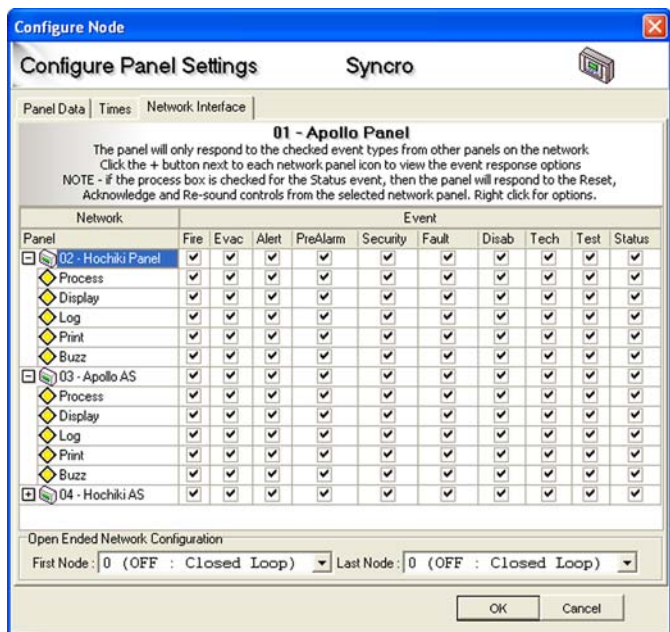 Configure Node
Configure Panel Settings Syncro
Panel Data Times Network Interface
01 - Apollo Panel
The panel will only respond to the checked event types from other panels on the network
Click the + button next to each network panel icon to view the event response options
NOTE - if the process box is checked for the Status event, then the panel will respond to the Reset,
Acknowledge and Re-sound controls from the selected network panel. Right click for options.
Network Event
Panel Fire Evac Alert PreAlarm Security Fault Disab Tech Test Status
02 - Hochiki Panel
Process
Display
Log
Print
Buzz
03 - Apollo AS
Process
Display
Log
Print
Buzz
04 - Hochiki AS
Open Ended Network Configuration
First Node : 0 (OFF : Closed Loop) Last Node : 0 (OFF : Closed Loop)
OK Cancel